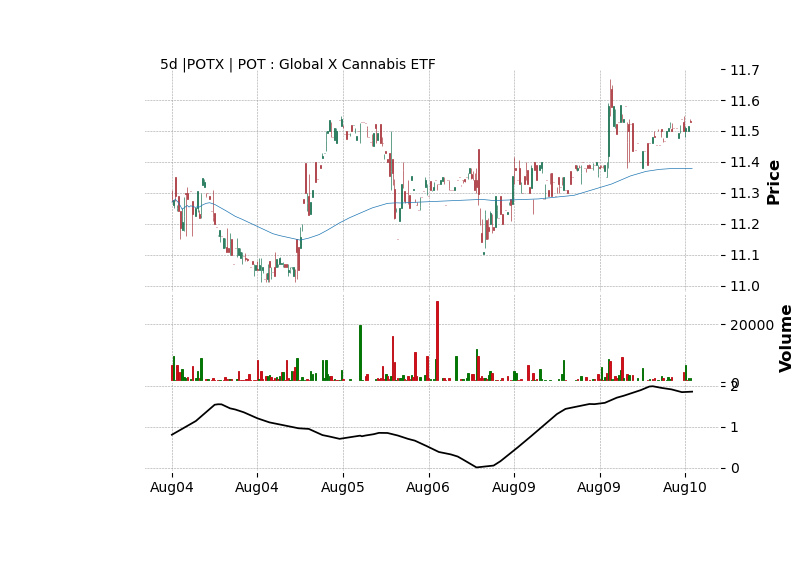 5d |POTX | POT : Global X Cannabis ETF
11.7
11.6
11.5
11.4
11.3
11.2
11.1
11.0
Price
20000
0
Volume
2
1
0
Aug04
Aug04
Aug05
Aug06
Aug09
Aug09
Aug10